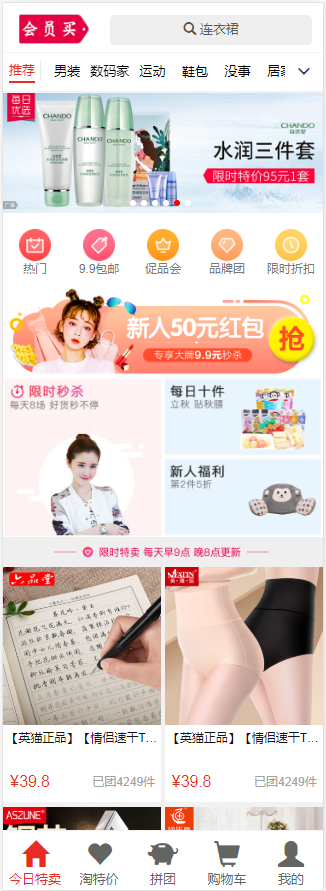 会员买
连衣裙
推荐 男装 数码家 运动 鞋包 没事 居家
每日优选
CHANDO
自然堂
水润三件套
限时特价95元1套
广告
热门 9.9包邮 促品会 品牌团 限时折扣
新人50元红包
专享大牌9.9元秒杀
抢
限时秒杀
每天8场 好货秒不停
每日十件
立秋 贴秋膘
新人福利
第2件5折
限时特卖 每天早9点 晚8点更新
六品堂
【英猫正品】【情侣速干T...
¥39.8 已团4249件
【英猫正品】【情侣速干T...
¥39.8 已团4249件
ASZUNE
今日特卖 淘特价 拼团 购物车 我的